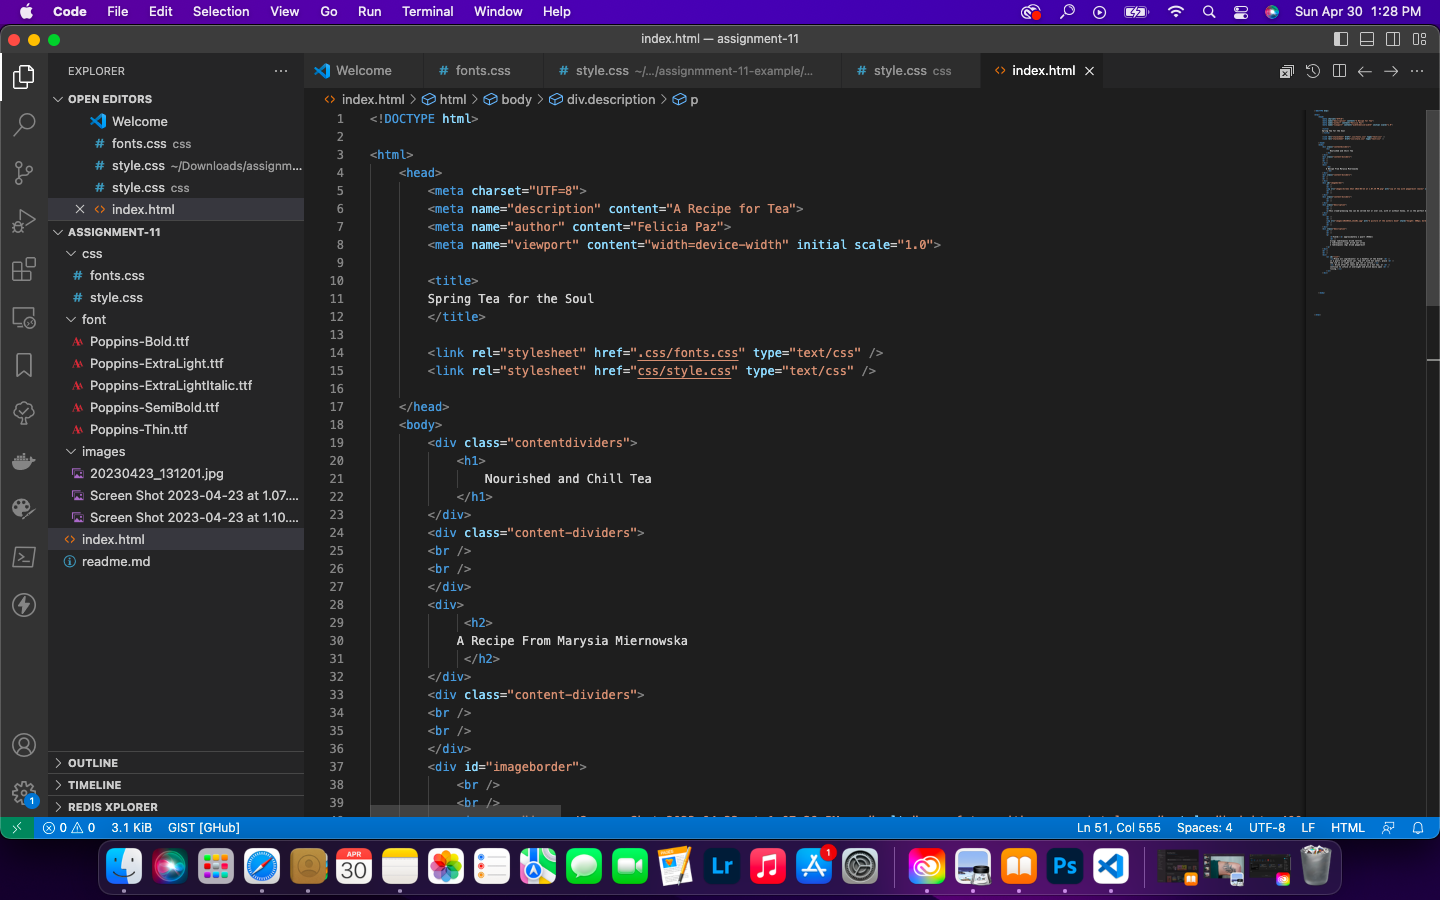 Code File Edit Selection View Go Run Terminal Window Help Sun Apr 30 1:28 PM
index.html — assignment-11
EXPLORER
Welcome
# fonts.css
# style.css ~/.../assignmment-11-example/...
# style.css css
<> index.html
OPEN EDITORS
Welcome
# fonts.css css
# style.css ~/Downloads/assignm...
# style.css css
<> index.html
ASSIGNMENT-11
css
# fonts.css
# style.css
font
Poppins-Bold.ttf
Poppins-ExtraLight.ttf
Poppins-ExtraLightItalic.ttf
Poppins-SemiBold.ttf
Poppins-Thin.ttf
images
20230423_131201.jpg
Screen Shot 2023-04-23 at 1.07....
Screen Shot 2023-04-23 at 1.10....
<> index.html
readme.md
OUTLINE
TIMELINE
REDIS XPLORER
<> index.html > html > body > div.description > p
1 <!DOCTYPE html>
2
3 <html>
4 <head>
5 <meta charset="UTF=8">
6 <meta name="description" content="A Recipe for Tea">
7 <meta name="author" content="Felicia Paz">
8 <meta name="viewport" content="width=device-width" initial scale="1.0">
9
10 <title>
11 Spring Tea for the Soul
12 </title>
13
14 <link rel="stylesheet" href=".css/fonts.css" type="text/css" />
15 <link rel="stylesheet" href="css/style.css" type="text/css" />
16
17 </head>
18 <body>
19 <div class="contentdividers">
20 <h1>
21 Nourished and Chill Tea
22 </h1>
23 </div>
24 <div class="content-dividers">
25 <br />
26 <br />
27 </div>
28 <div>
29 <h2>
30 A Recipe From Marysia Miernowska
31 </h2>
32 </div>
33 <div class="content-dividers">
34 <br />
35 <br />
36 </div>
37 <div id="imageborder">
38 <br />
39 <br />
1
0 0 3.1 KiB GIST [GHub] Ln 51, Col 555 Spaces: 4 UTF-8 LF HTML
APR
30
Lr
1
Ps